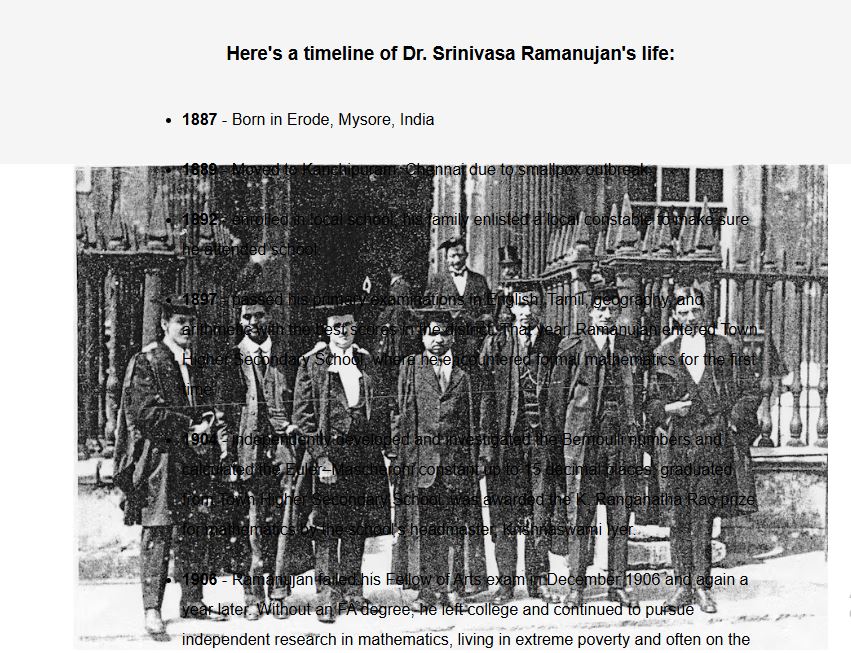 Here's a timeline of Dr. Srinivasa Ramanujan's life:
1887 - Born in Erode, Mysore, India
1889 - Moved to Kanchipuram, Chennai due to smallpox outbreak.
1892 - enrolled in local school, his family enlisted a local constable to make sure
he attended school.
1897 - passed his primary examinations in English, Tamil, geography, and
arithmetic with the best scores in the district. That year, Ramanujan entered Town
Higher Secondary School, where he encountered formal mathematics for the first
time.
1904 - independently developed and investigated the Bernoulli numbers and
calculated the Euler–Mascheroni constant up to 15 decimal places, graduated
from Town Higher Secondary School, was awarded the K. Ranganatha Rao prize
for mathematics by the school's headmaster, Krishnaswami Iyer.
1906 - Ramanujan failed his Fellow of Arts exam in December 1906 and again a
year later. Without an FA degree, he left college and continued to pursue
independent research in mathematics, living in extreme poverty and often on the